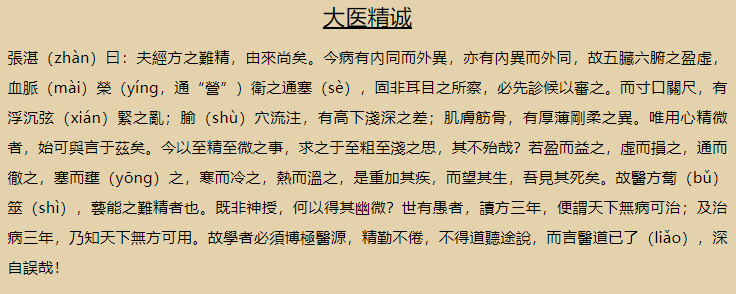 大医精诚
張湛（zhàn）曰：夫經方之難精，由來尚矣。今病有內同而外異，亦有內異而外同，故五臟六腑之盈虛，
血脈（mài）榮（yíng，通“營”）衛之通塞（sè），固非耳目之所察，必先診候以審之。而寸口關尺，有
浮沉弦（xián）緊之亂；腧（shù）穴流注，有高下淺深之差；肌膚筋骨，有厚薄剛柔之異。唯用心精微
者，始可與言于茲矣。今以至精至微之事，求之于至粗至淺之思，其不殆哉？若盈而益之，虛而損之，通而
徹之，塞而壅（yōng）之，寒而冷之，熱而溫之，是重加其疾，而望其生，吾見其死矣。故醫方蔔（bǔ）
筮（shì），藝能之難精者也。既非神授，何以得其幽微？世有愚者，讀方三年，便謂天下無病可治；及治
病三年，乃知天下無方可用。故學者必須博極醫源，精勤不倦，不得道聽途說，而言醫道已了（liǎo），深
自誤哉！